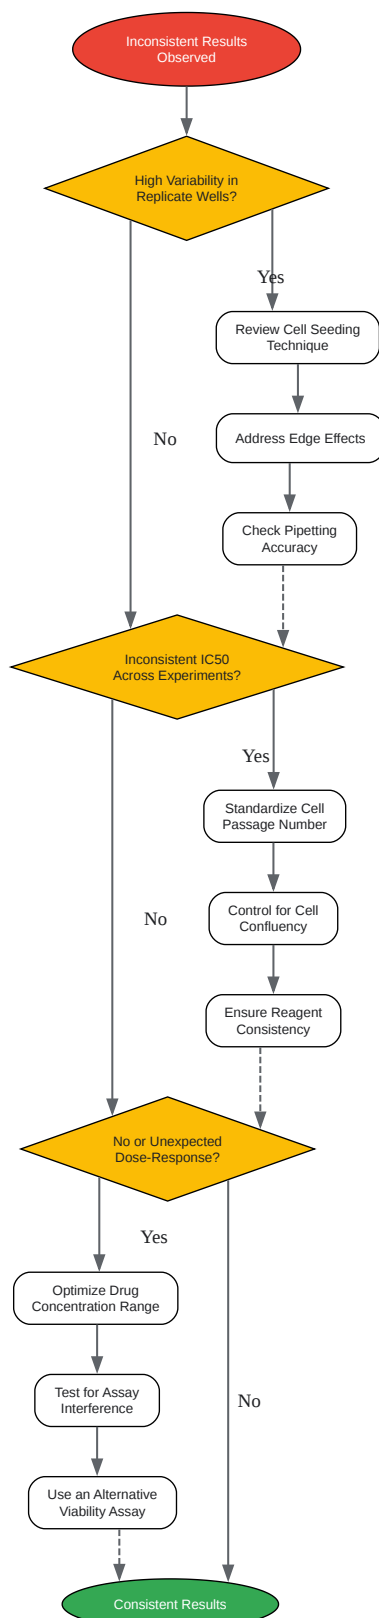 Inconsistent Results
Observed
High Variability in
Replicate Wells?
Yes
Review Cell Seeding
Technique
No
Address Edge Effects
Check Pipetting
Accuracy
Inconsistent IC50
Across Experiments?
Yes
Standardize Cell
Passage Number
No
Control for Cell
Confluency
Ensure Reagent
Consistency
No or Unexpected
Dose-Response?
Yes
Optimize Drug
Concentration Range
Test for Assay
Interference
No
Use an Alternative
Viability Assay
Consistent Results